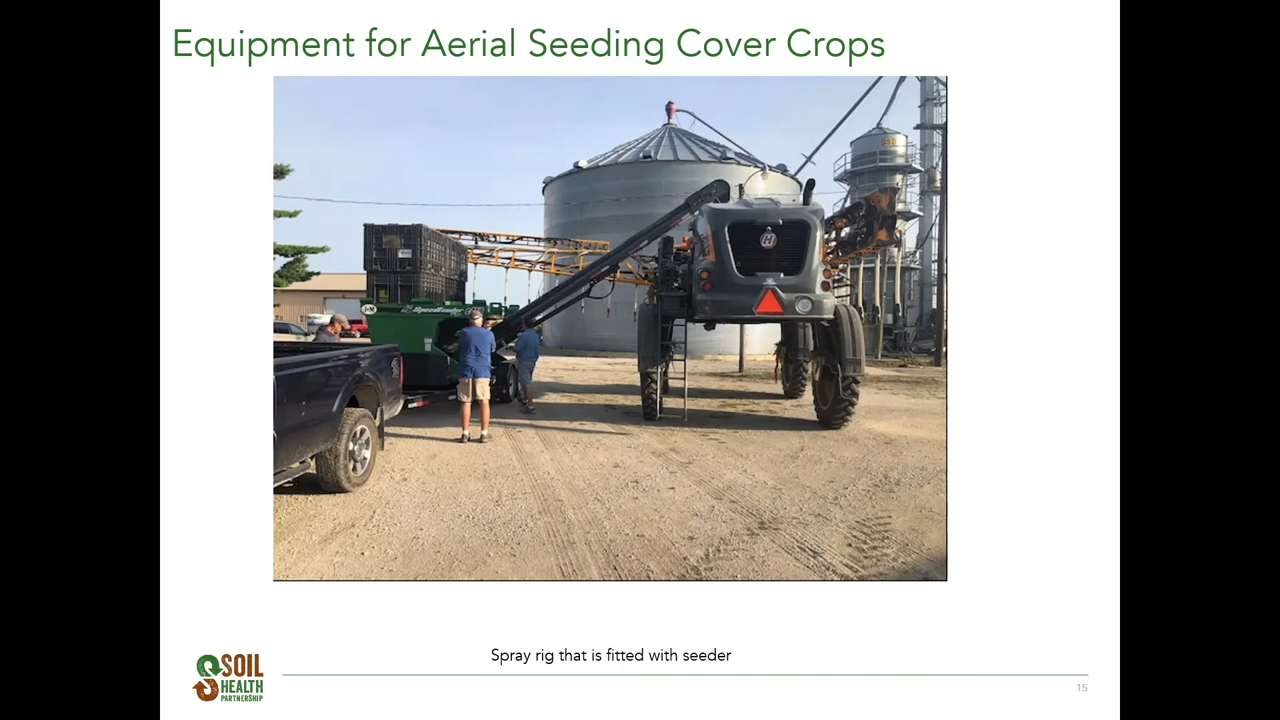 Equipment for Aerial Seeding Cover Crops
J&M
H
Spray rig that is fitted with seeder
SOIL
HEALTH
PARTNERSHIP
15